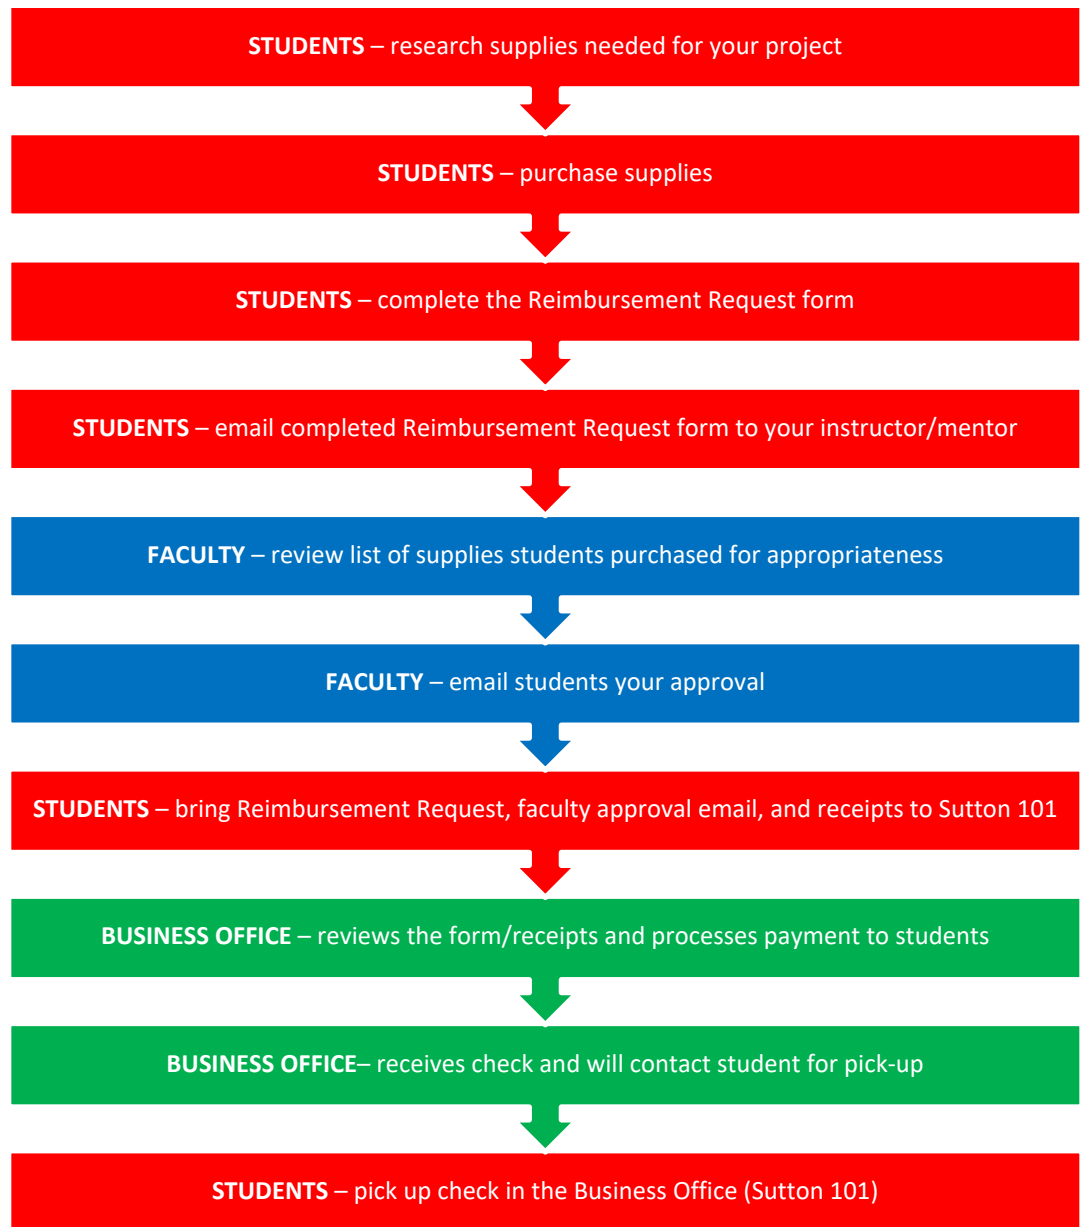 STUDENTS – research supplies needed for your project
STUDENTS – purchase supplies
STUDENTS – complete the Reimbursement Request form
STUDENTS – email completed Reimbursement Request form to your instructor/mentor
FACULTY – review list of supplies students purchased for appropriateness
FACULTY – email students your approval
STUDENTS – bring Reimbursement Request, faculty approval email, and receipts to Sutton 101
BUSINESS OFFICE – reviews the form/receipts and processes payment to students
BUSINESS OFFICE– receives check and will contact student for pick-up
STUDENTS – pick up check in the Business Office (Sutton 101)